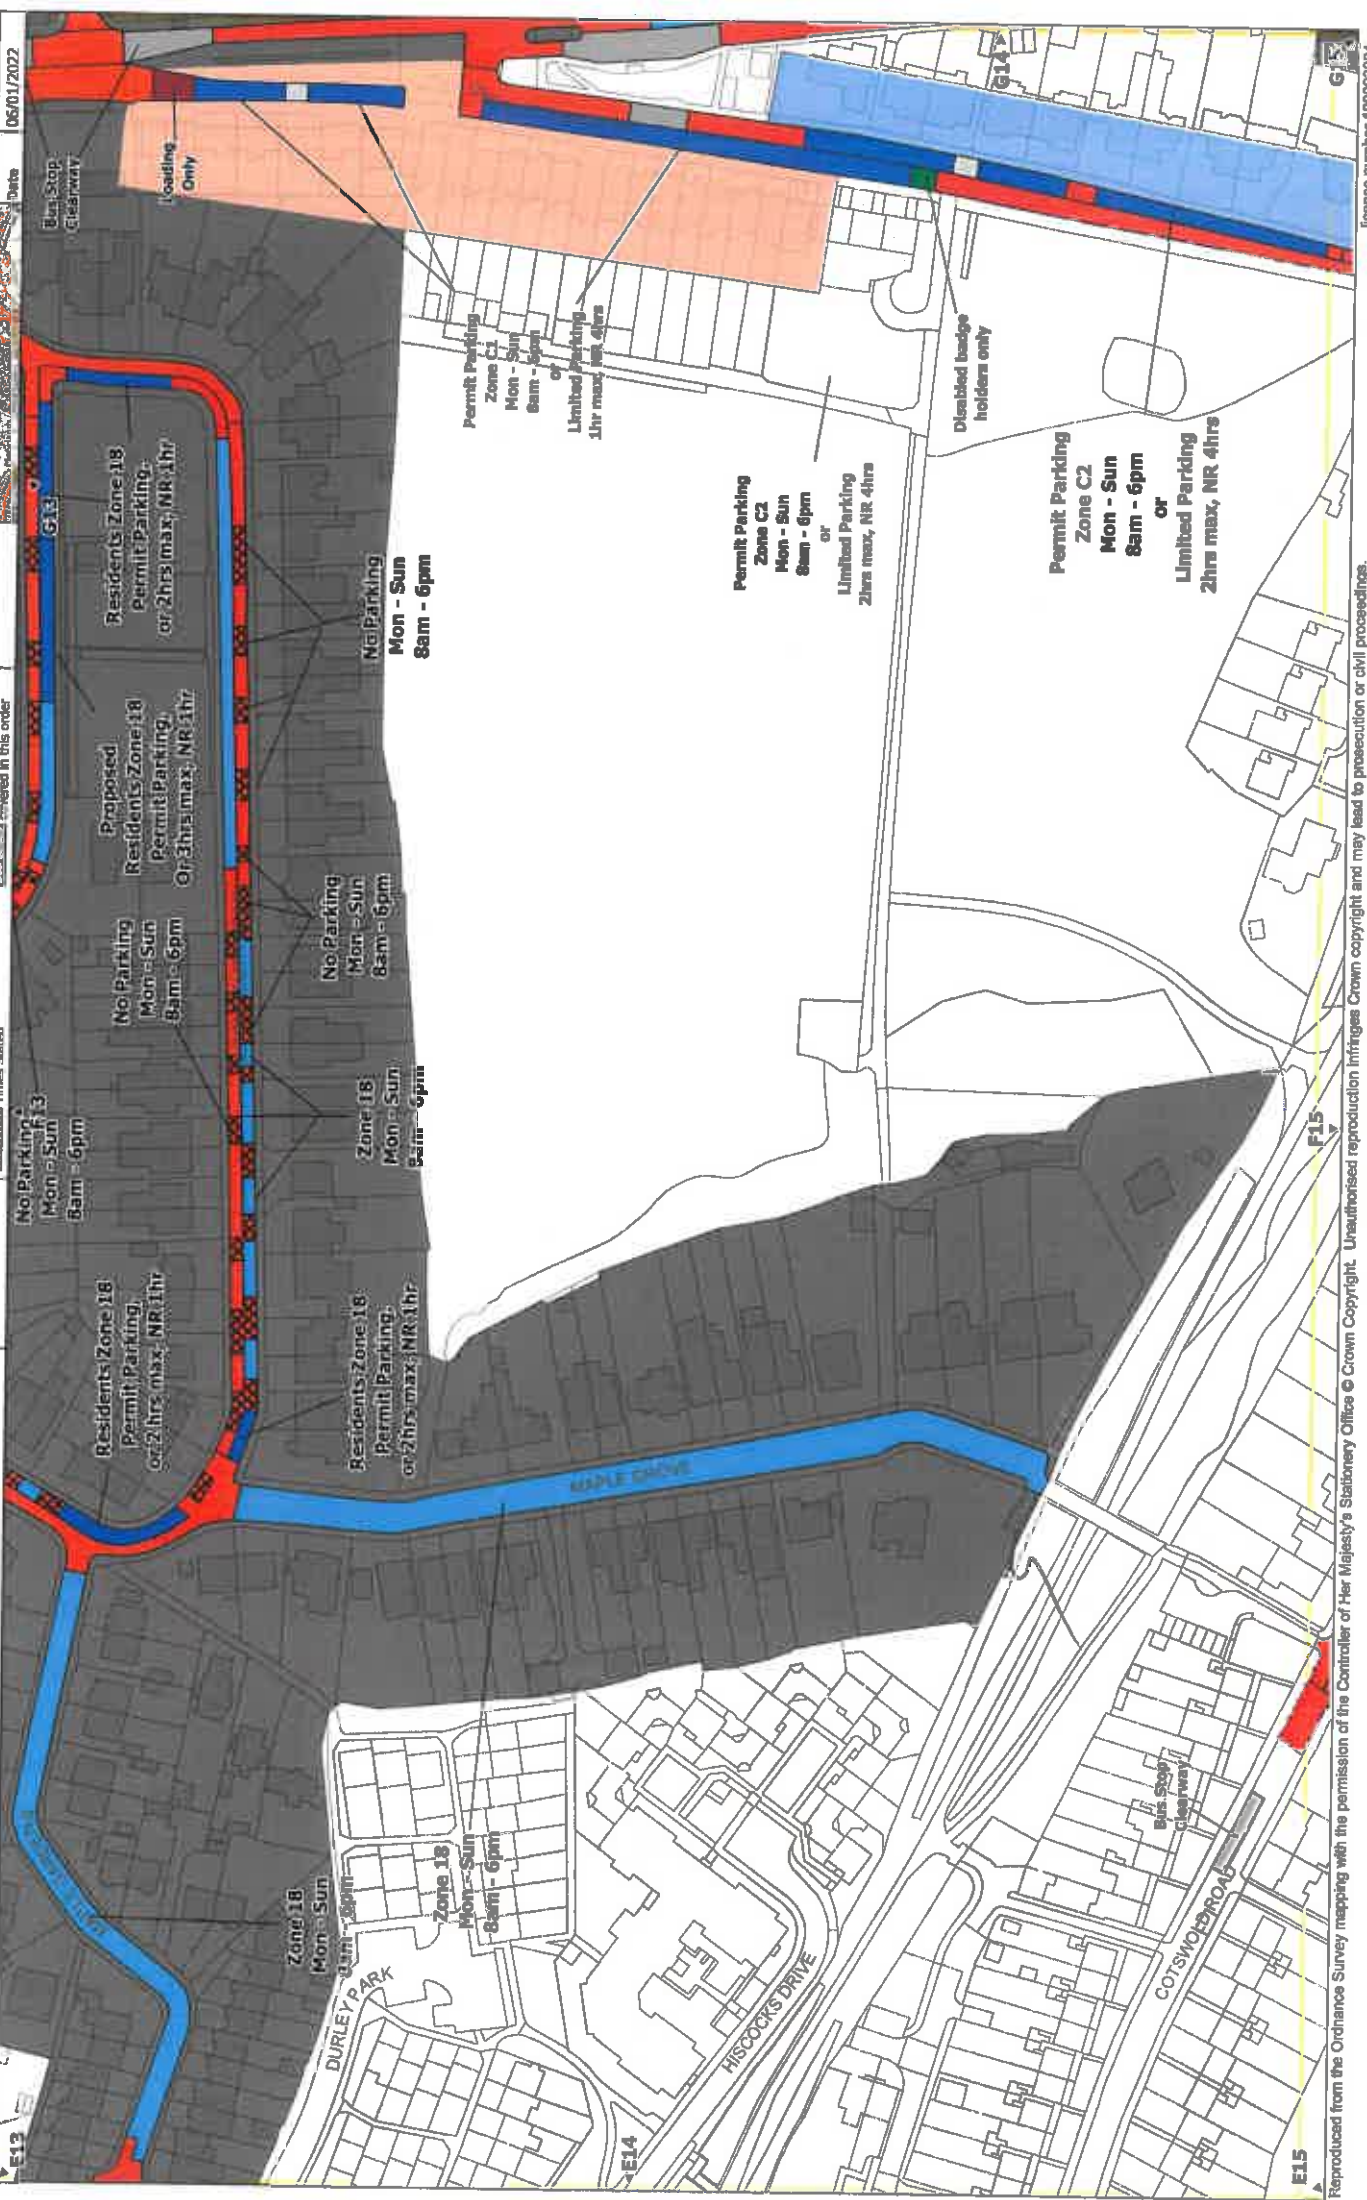 06/01/2022
Date
covered in this order
E13
No Parking
F13
Mon - Sun
8am - 6pm
G13
Bus Stop
Clearway
Loading
Only
Residents Zone 18
Permit Parking,
or 2hrs max, NR 1hr
Proposed
Residents Zone 18
Permit Parking,
Or 3hrs max, NR 1hr
No Parking
Mon - Sun
8am - 6pm
Residents Zone 18
Permit Parking,
or 2hrs max, NR 1hr
No Parking
Mon - Sun
8am - 6pm
No Parking
Mon - Sun
8am - 6pm
Zone 18
Mon - Sun
8am - 6pm
Residents Zone 18
Permit Parking,
or 2hrs max, NR 1hr
Zone 18
Mon - Sun
8am - 6pm
Zone 18
Mon - Sun
8am - 6pm
MAPLE GROVE
DURLEY PARK
HISCOCKS DRIVE
COTSWOLD ROAD
Bus Stop
Clearway
Permit Parking
Zone C1
Mon - Sun
8am - 6pm
or
Limited Parking
1hr max, NR 4hrs
Permit Parking
Zone C2
Mon - Sun
8am - 6pm
or
Limited Parking
2hrs max, NR 4hrs
Disabled badge
holders only
Permit Parking
Zone C2
Mon - Sun
8am - 6pm
or
Limited Parking
2hrs max, NR 4hrs
E14
G14
E15
F15
Reproduced from the Ordnance Survey mapping with the permission of the Controller of Her Majesty's Stationery Office © Crown Copyright. Unauthorised reproduction infringes Crown copyright and may lead to prosecution or civil proceedings.